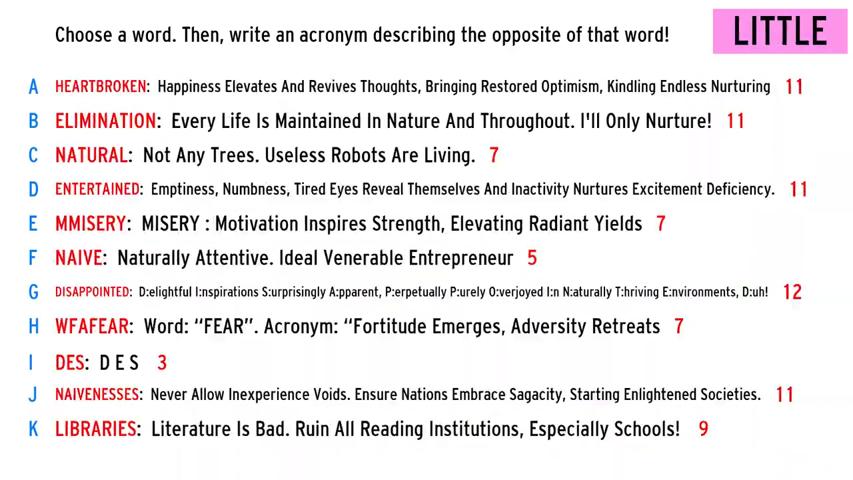 Choose a word. Then, write an acronym describing the opposite of that word!
LITTLE
A HEARTBROKEN: Happiness Elevates And Revives Thoughts, Bringing Restored Optimism, Kindling Endless Nurturing 11
B ELIMINATION: Every Life Is Maintained In Nature And Throughout. I'll Only Nurture! 11
C NATURAL: Not Any Trees. Useless Robots Are Living. 7
D ENTERTAINED: Emptiness, Numbness, Tired Eyes Reveal Themselves And Inactivity Nurtures Excitement Deficiency. 11
E MMISERY: MISERY : Motivation Inspires Strength, Elevating Radiant Yields 7
F NAIVE: Naturally Attentive. Ideal Venerable Entrepreneur 5
G DISAPPOINTED: D:elightful I:nspirations S:urprisingly A:pparent, P:erpetually P:urely O:verjoyed I:n N:aturally T:hriving E:nvironments, D:uh! 12
H WFAFEAR: Word: “FEAR”. Acronym: “Fortitude Emerges, Adversity Retreats 7
I DES: D E S 3
J NAIVENESSES: Never Allow Inexperience Voids. Ensure Nations Embrace Sagacity, Starting Enlightened Societies. 11
K LIBRARIES: Literature Is Bad. Ruin All Reading Institutions, Especially Schools! 9